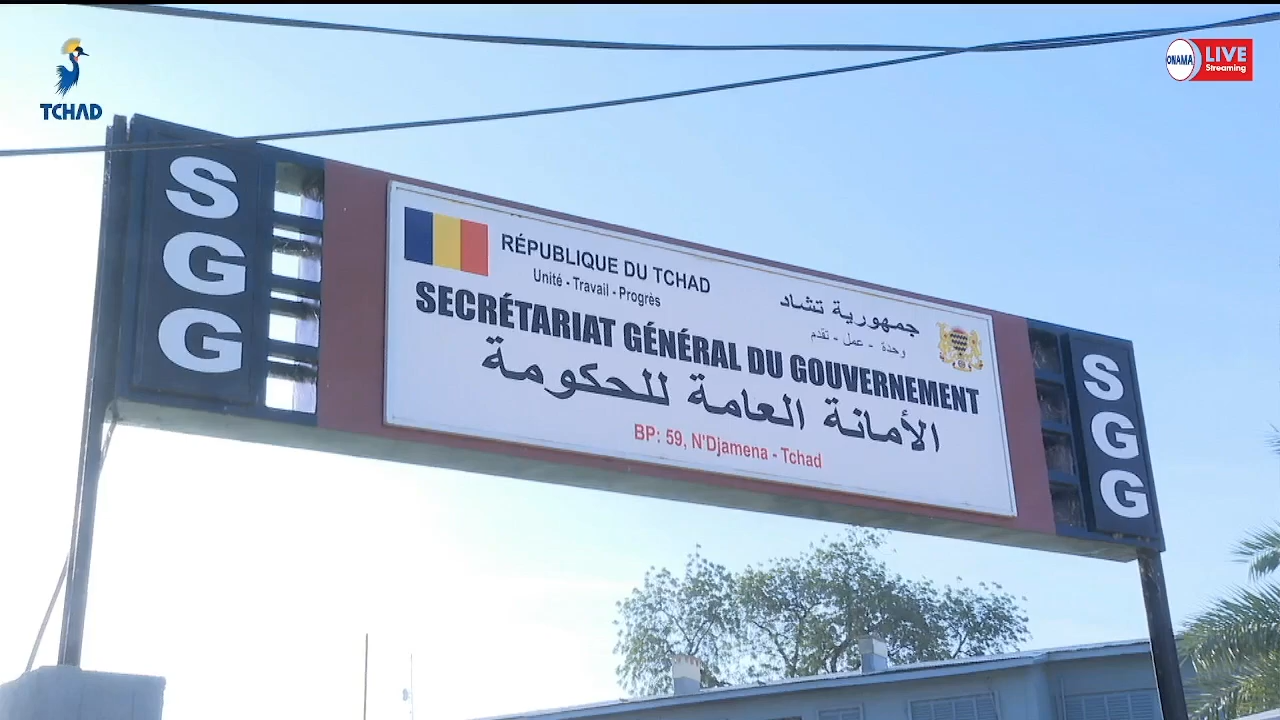 TCHAD
ONAMA LIVE
Streaming
SGG
RÉPUBLIQUE DU TCHAD
Unité - Travail - Progrès
جمهورية تشاد
وحدة - عمل - تقدم
SECRÉTARIAT GÉNÉRAL DU GOUVERNEMENT
الأمانة العامة للحكومة
BP: 59, N'Djamena - Tchad
SGG